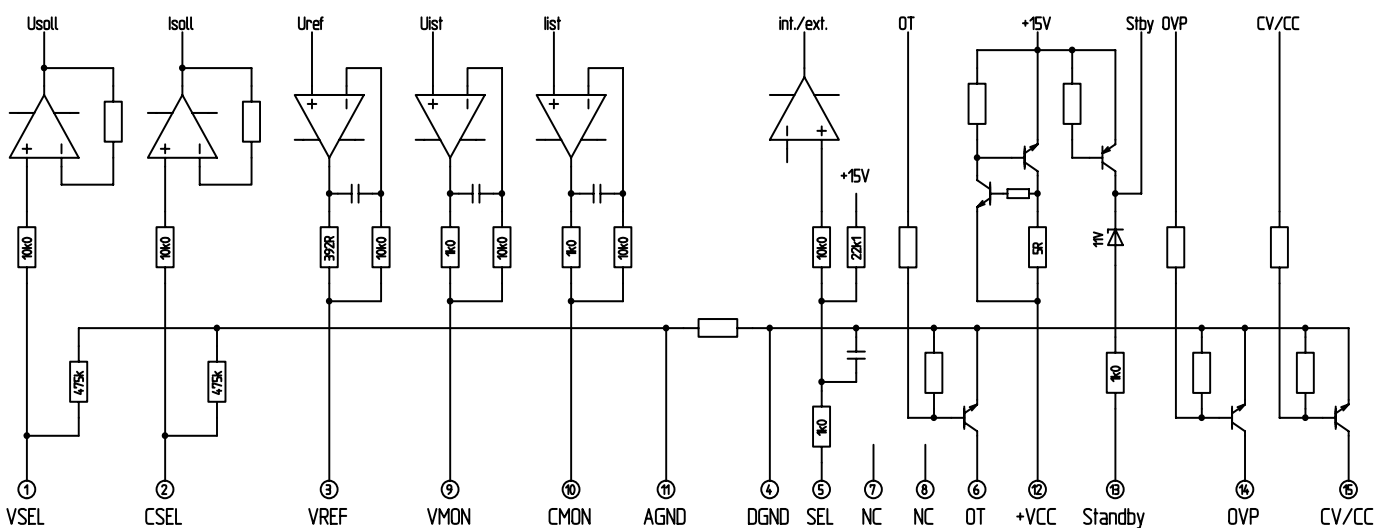 Usoll Isoll Uref Uist Iist int./ext. OT +15V Stby OVP CV/CC
+ − + − + − + − + − − +
+15V
10k0 10k0 392R 10k0 1k0 10k0 1k0 10k0 10k0 22k1 5R 11V
475k 475k 1k0 1k0
1 2 3 9 10 11 4 5 7 8 6 12 13 14 15
VSEL CSEL VREF VMON CMON AGND DGND SEL NC NC OT +VCC Standby OVP CV/CC